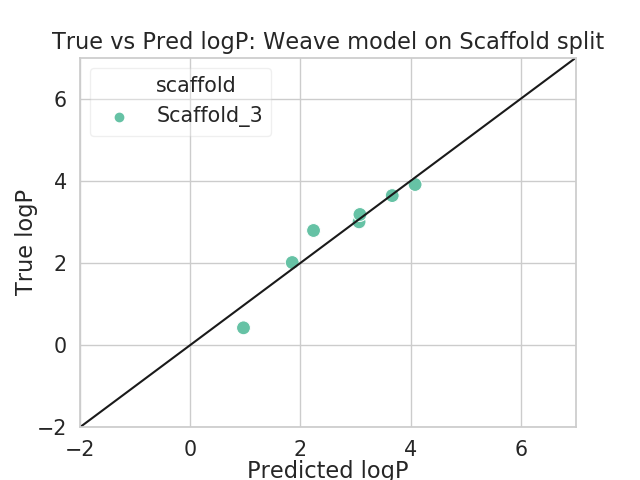 True vs Pred logP: Weave model on Scaffold split
scaffold
Scaffold_3
6
4
2
0
−2
True logP
−2 0 2 4 6
Predicted logP